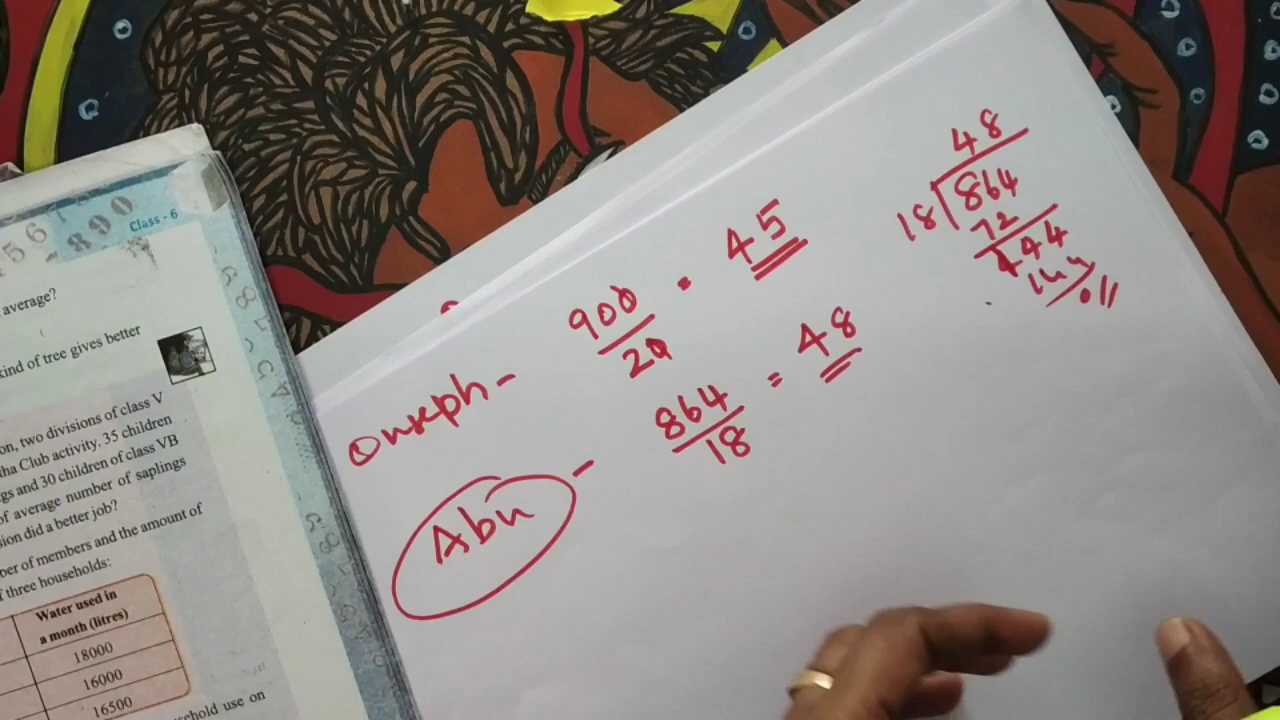 56
890
Class - 6
average?
kind of tree gives better
on, two divisions of class V
tha Club activity. 35 children
gs and 30 children of class VB
of average number of saplings
sion did a better job?
ber of members and the amount of
f three households:
Water used in
a month (litres)
18000
16000
16500
sehold use on
Ouseph -
900
20
= 45
Abu -
864
18
= 48
48
18 864
72
144
144
0